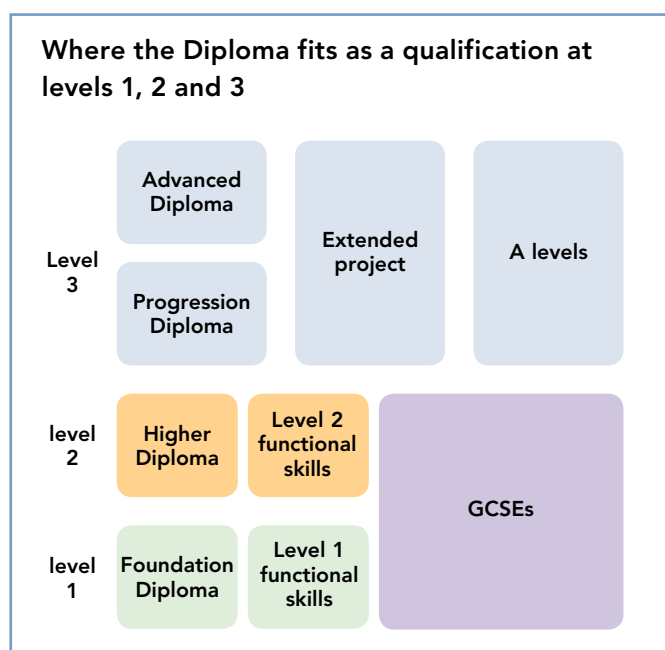 Where the Diploma fits as a qualification at
levels 1, 2 and 3
Level
3
Advanced
Diploma
Progression
Diploma
Extended
project
A levels
level
2
Higher
Diploma
Level 2
functional
skills
GCSEs
level
1
Foundation
Diploma
Level 1
functional
skills